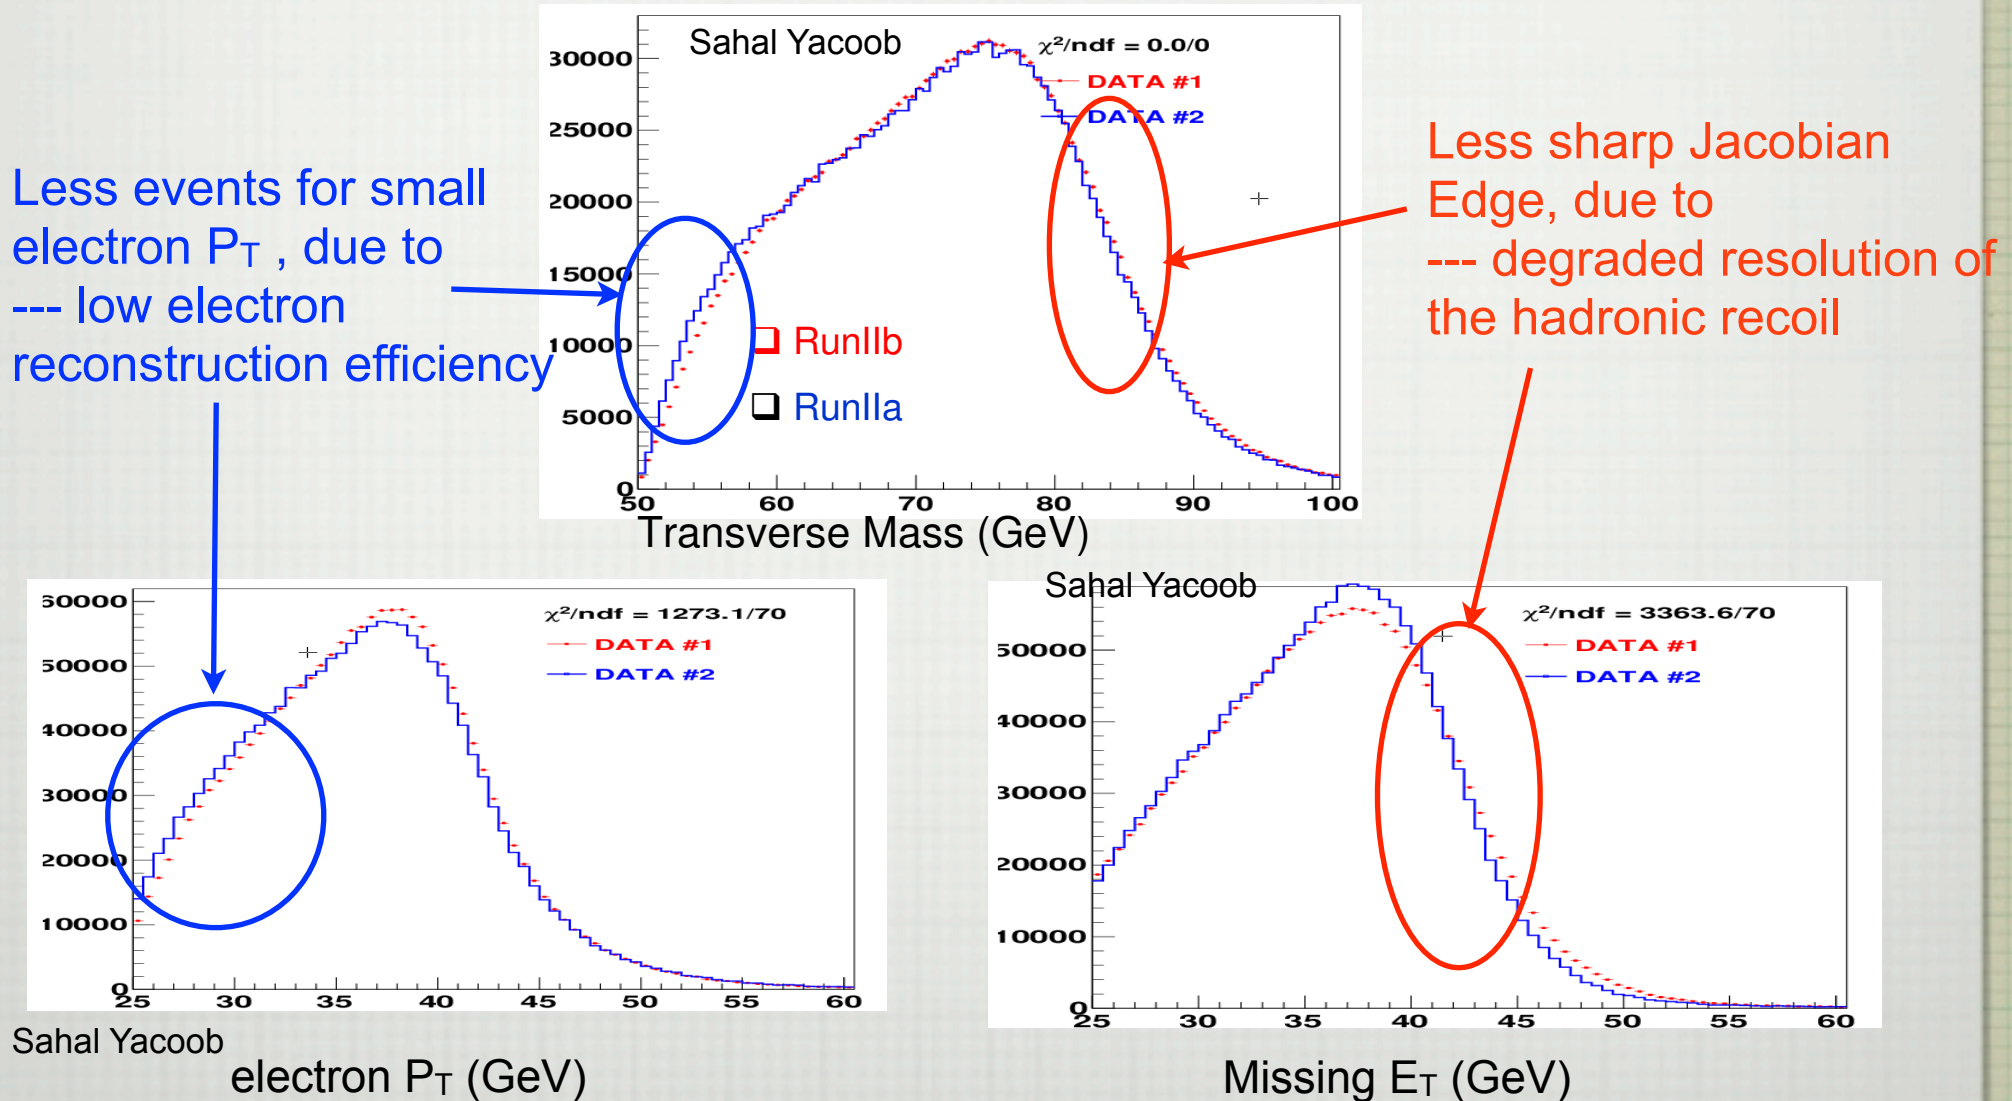 Sahal Yacoob
χ²/ndf = 0.0/0
DATA #1
DATA #2
30000
25000
20000
15000
10000
5000
0
50 60 70 80 90 100
RunIIb
RunIIa
Transverse Mass (GeV)
Less events for small
electron PT , due to
--- low electron
reconstruction efficiency
Less sharp Jacobian
Edge, due to
--- degraded resolution of
the hadronic recoil
χ²/ndf = 1273.1/70
DATA #1
DATA #2
60000
50000
40000
30000
20000
10000
0
25 30 35 40 45 50 55 60
Sahal Yacoob
electron PT (GeV)
Sahal Yacoob
χ²/ndf = 3363.6/70
DATA #1
DATA #2
50000
40000
30000
20000
10000
0
25 30 35 40 45 50 55 60
Missing ET (GeV)